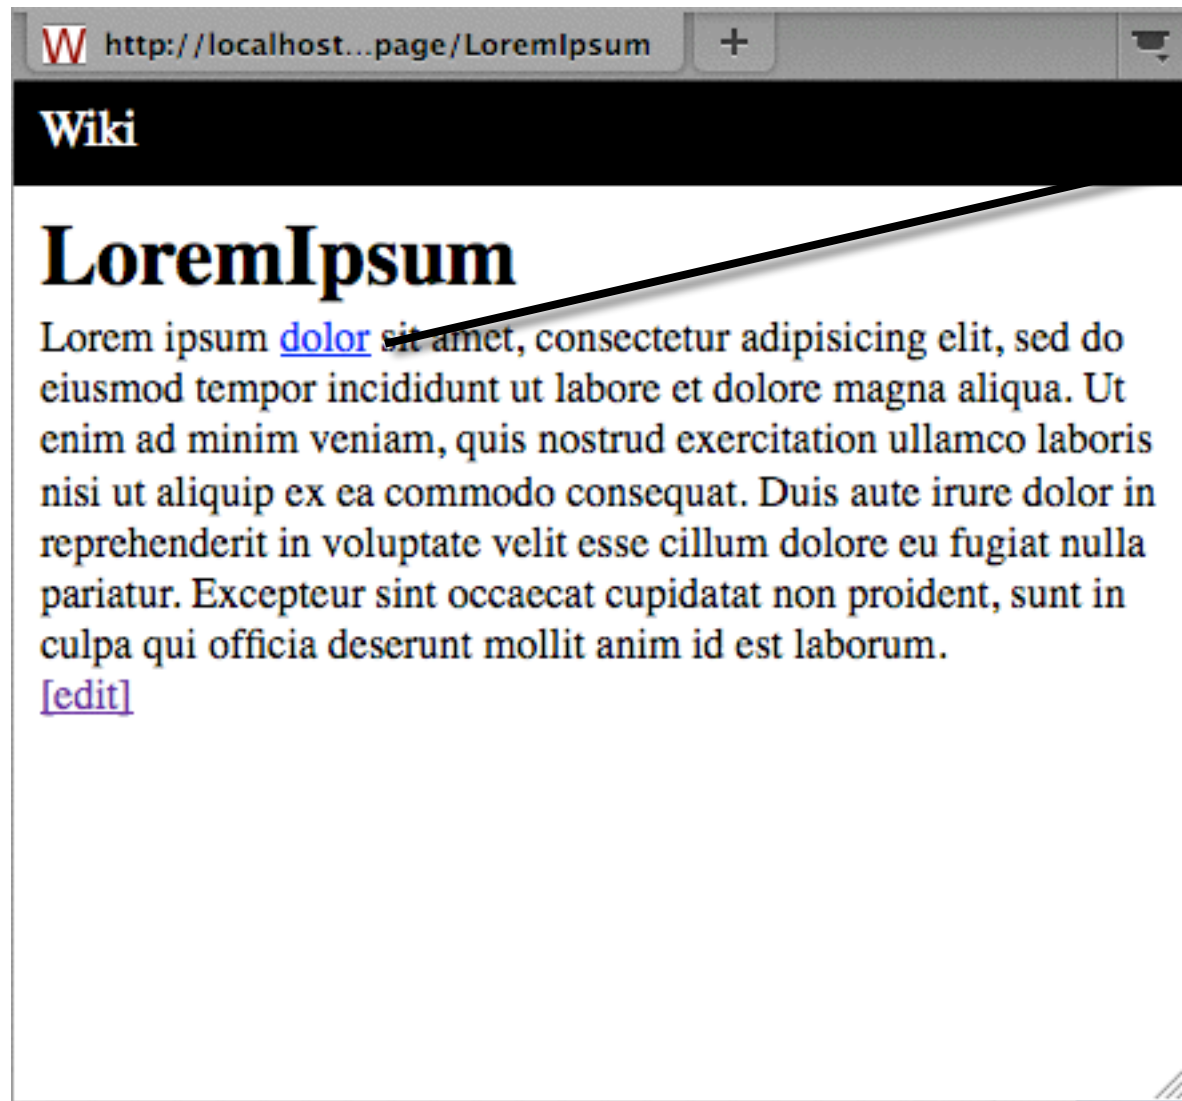 W http://localhost...page/LoremIpsum +
Wiki
LoremIpsum
Lorem ipsum dolor sit amet, consectetur adipisicing elit, sed do
eiusmod tempor incididunt ut labore et dolore magna aliqua. Ut
enim ad minim veniam, quis nostrud exercitation ullamco laboris
nisi ut aliquip ex ea commodo consequat. Duis aute irure dolor in
reprehenderit in voluptate velit esse cillum dolore eu fugiat nulla
pariatur. Excepteur sint occaecat cupidatat non proident, sunt in
culpa qui officia deserunt mollit anim id est laborum.
[edit]